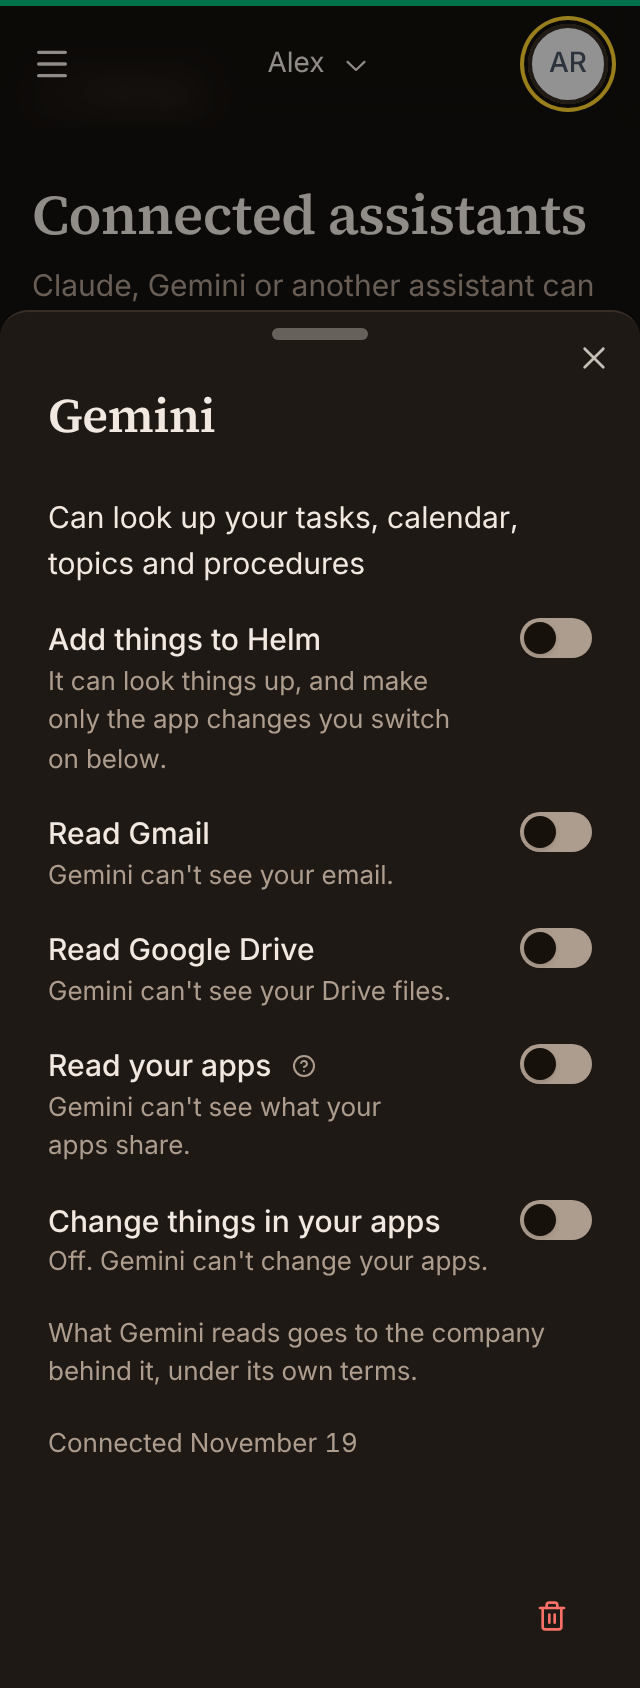 Alex
AR
Connected assistants
Claude, Gemini or another assistant can
Gemini
Can look up your tasks, calendar,
topics and procedures
Add things to Helm
It can look things up, and make
only the app changes you switch
on below.
Read Gmail
Gemini can't see your email.
Read Google Drive
Gemini can't see your Drive files.
Read your apps
Gemini can't see what your
apps share.
Change things in your apps
Off. Gemini can't change your apps.
What Gemini reads goes to the company
behind it, under its own terms.
Connected November 19